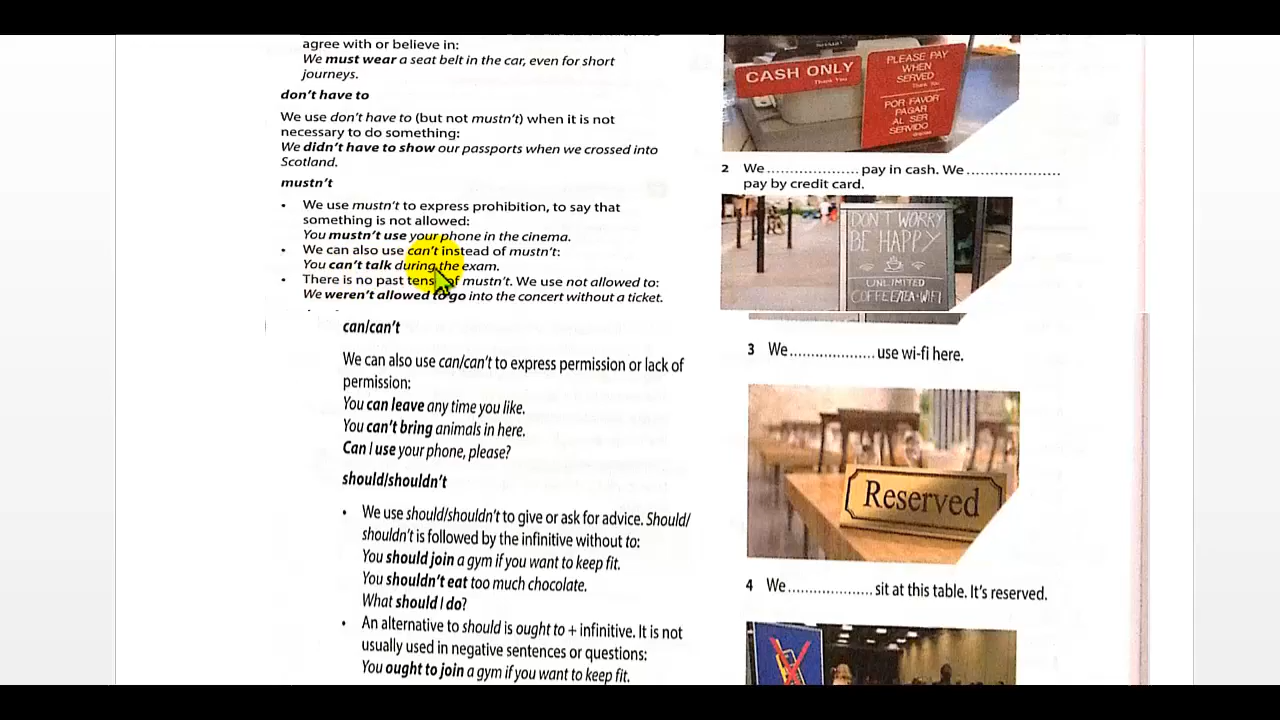 agree with or believe in:
We must wear a seat belt in the car, even for short
journeys.
don't have to
We use don't have to (but not mustn't) when it is not
necessary to do something:
We didn't have to show our passports when we crossed into
Scotland.
mustn't
• We use mustn't to express prohibition, to say that
something is not allowed:
You mustn't use your phone in the cinema.
• We can also use can't instead of mustn't:
You can't talk during the exam.
• There is no past tense of mustn't. We use not allowed to:
We weren't allowed to go into the concert without a ticket.
can/can't
We can also use can/can't to express permission or lack of
permission:
You can leave any time you like.
You can't bring animals in here.
Can I use your phone, please?
should/shouldn't
• We use should/shouldn't to give or ask for advice. Should/
shouldn't is followed by the infinitive without to:
You should join a gym if you want to keep fit.
You shouldn't eat too much chocolate.
What should I do?
• An alternative to should is ought to + infinitive. It is not
usually used in negative sentences or questions:
You ought to join a gym if you want to keep fit.
CASH ONLY
Thank You
PLEASE PAY
WHEN
SERVED
POR FAVOR
PAGAR
AL SER
SERVIDO
2 We .................... pay in cash. We ....................
pay by credit card.
DON'T WORRY
BE HAPPY
UNLIMITED
COFFEE/TEA+WIFI
3 We .................... use wi-fi here.
Reserved
4 We .................... sit at this table. It's reserved.